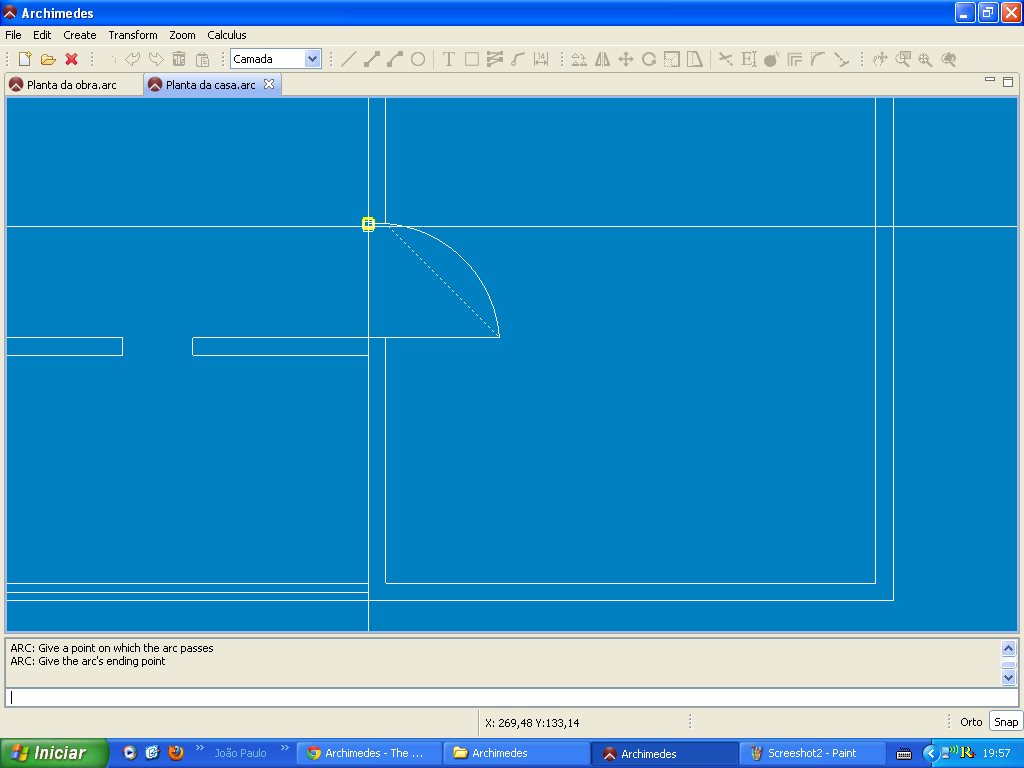 Archimedes
File Edit Create Transform Zoom Calculus
Camada
T
14
Planta da obra.arc
Planta da casa.arc
ARC: Give a point on which the arc passes
ARC: Give the arc's ending point
X: 269,48 Y:133,14
Orto
Snap
Iniciar
João Paulo
Archimedes - The ...
Archimedes
Archimedes
Screeshot2 - Paint
19:57